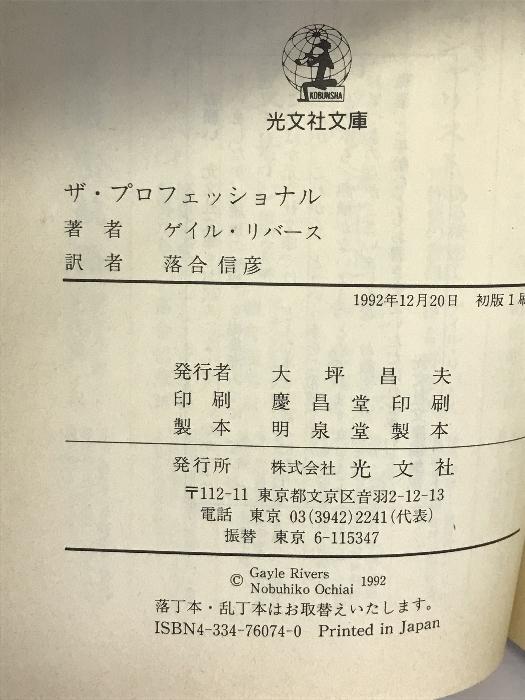 KOBUNSHA
光文社文庫
ザ・プロフェッショナル
著者 ゲイル・リバース
訳者 落合信彦
1992年12月20日 初版1刷
発行者 大坪昌夫
印刷 慶昌堂印刷
製本 明泉堂製本
発行所 株式会社 光文社
〒112-11 東京都文京区音羽2-12-13
電話 東京 03(3942)2241(代表)
振替 東京 6-115347
© Gayle Rivers Nobuhiko Ochiai 1992
落丁本・乱丁本はお取替えいたします。
ISBN4-334-76074-0 Printed in Japan